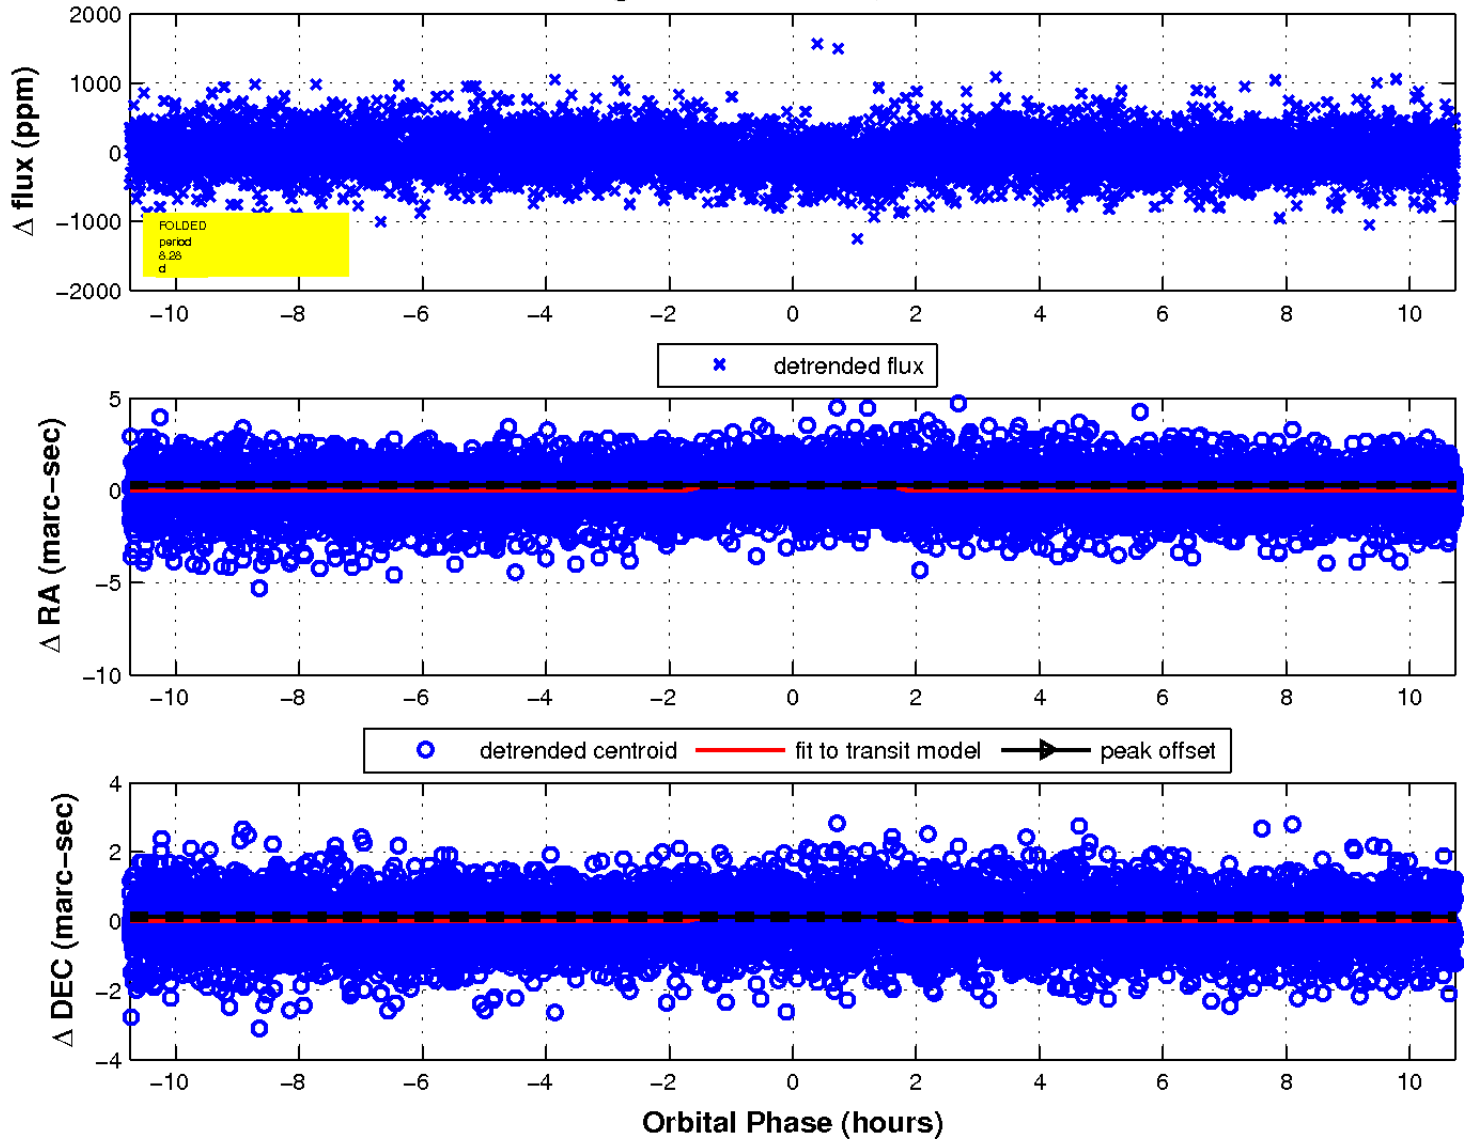 2000
1000
0
−1000
−2000
Δ flux (ppm)
FOLDED
period
8.28
d
−10 −8 −6 −4 −2 0 2 4 6 8 10
detrended flux
5
0
−5
−10
Δ RA (marc−sec)
−10 −8 −6 −4 −2 0 2 4 6 8 10
detrended centroid fit to transit model peak offset
4
2
0
−2
−4
Δ DEC (marc−sec)
−10 −8 −6 −4 −2 0 2 4 6 8 10
Orbital Phase (hours)